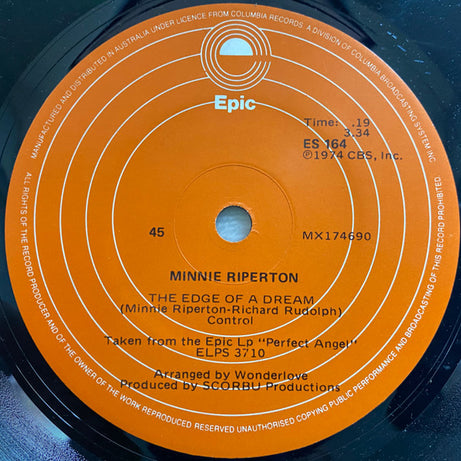 MANUFACTURED AND DISTRIBUTED IN AUSTRALIA UNDER LICENCE FROM COLUMBIA RECORDS. A DIVISION OF COLUMBIA BROADCASTING SYSTEM INC.
Epic
Time: .19
3.34
ES 164
℗1974 CBS, Inc.
45
MX174690
MINNIE RIPERTON
THE EDGE OF A DREAM
(Minnie Riperton-Richard Rudolph)
Control
Taken from the Epic Lp "Perfect Angel"
ELPS 3710
Arranged by Wonderlove
Produced by SCORBU Productions
ALL RIGHTS OF THE RECORD PRODUCER AND OF THE OWNER OF THE WORK REPRODUCED RESERVED UNAUTHORISED COPYING PUBLIC PERFORMANCE AND BROADCASTING OF THIS RECORD PROHIBITED.